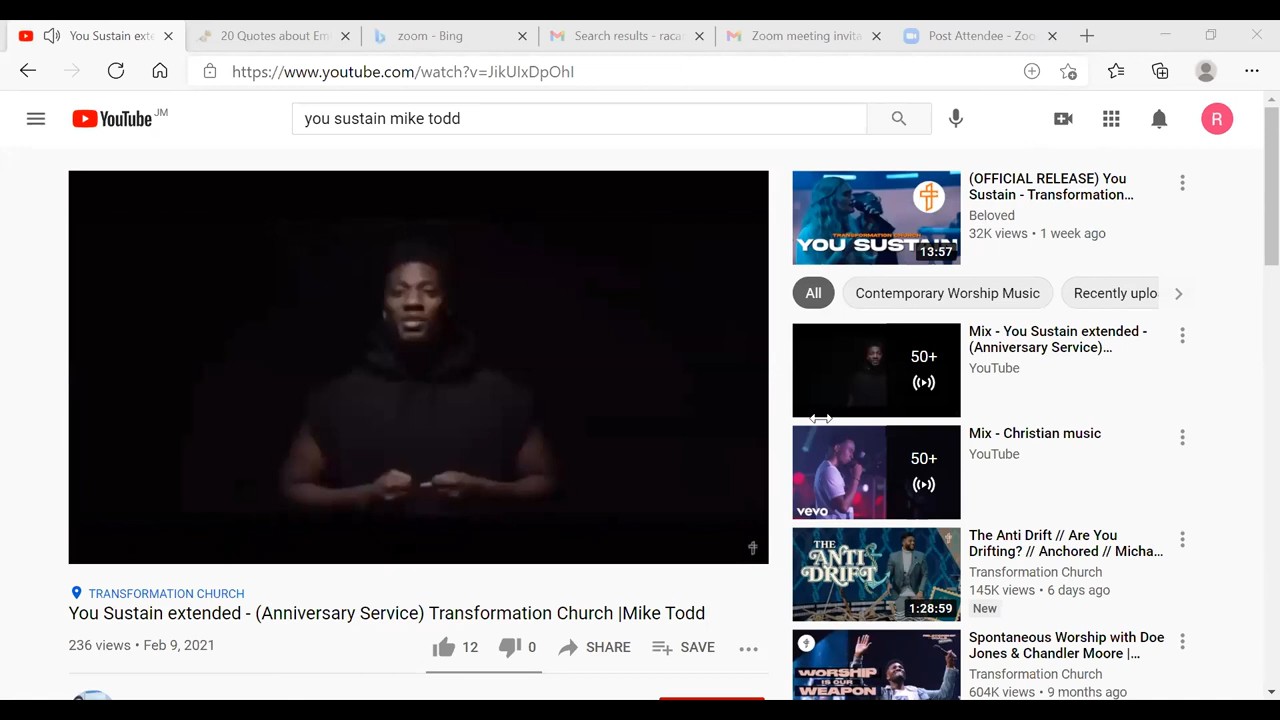 You Sustain exte
20 Quotes about Em
zoom - Bing
Search results - raca
Zoom meeting invita
Post Attendee - Zoo
https://www.youtube.com/watch?v=JikUIxDpOhI
YouTube JM
you sustain mike todd
R
TRANSFORMATION CHURCH
YOU SUSTAIN
13:57
(OFFICIAL RELEASE) You
Sustain - Transformation...
Beloved
32K views • 1 week ago
All
Contemporary Worship Music
Recently uplo
50+
Mix - You Sustain extended -
(Anniversary Service)...
YouTube
50+
vevo
Mix - Christian music
YouTube
THE
ANTI
DRIFT
1:28:59
The Anti Drift // Are You
Drifting? // Anchored // Micha...
Transformation Church
145K views • 6 days ago
New
WORSHIP
IS OUR
WEAPON
Spontaneous Worship with Doe
Jones & Chandler Moore |...
Transformation Church
604K views • 9 months ago
TRANSFORMATION CHURCH
You Sustain extended - (Anniversary Service) Transformation Church |Mike Todd
236 views • Feb 9, 2021
12
0
SHARE
SAVE